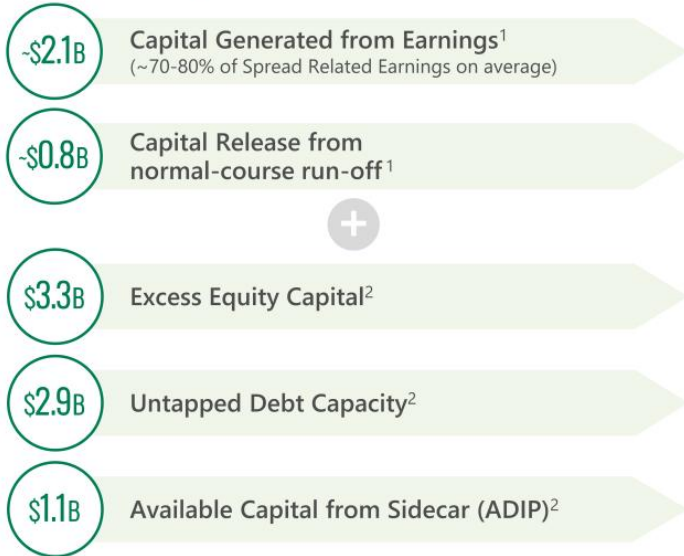 ~$2.1B
Capital Generated from Earnings¹
(~70-80% of Spread Related Earnings on average)
~$0.8B
Capital Release from
normal-course run-off¹
+
$3.3B
Excess Equity Capital²
$2.9B
Untapped Debt Capacity²
$1.1B
Available Capital from Sidecar (ADIP)²